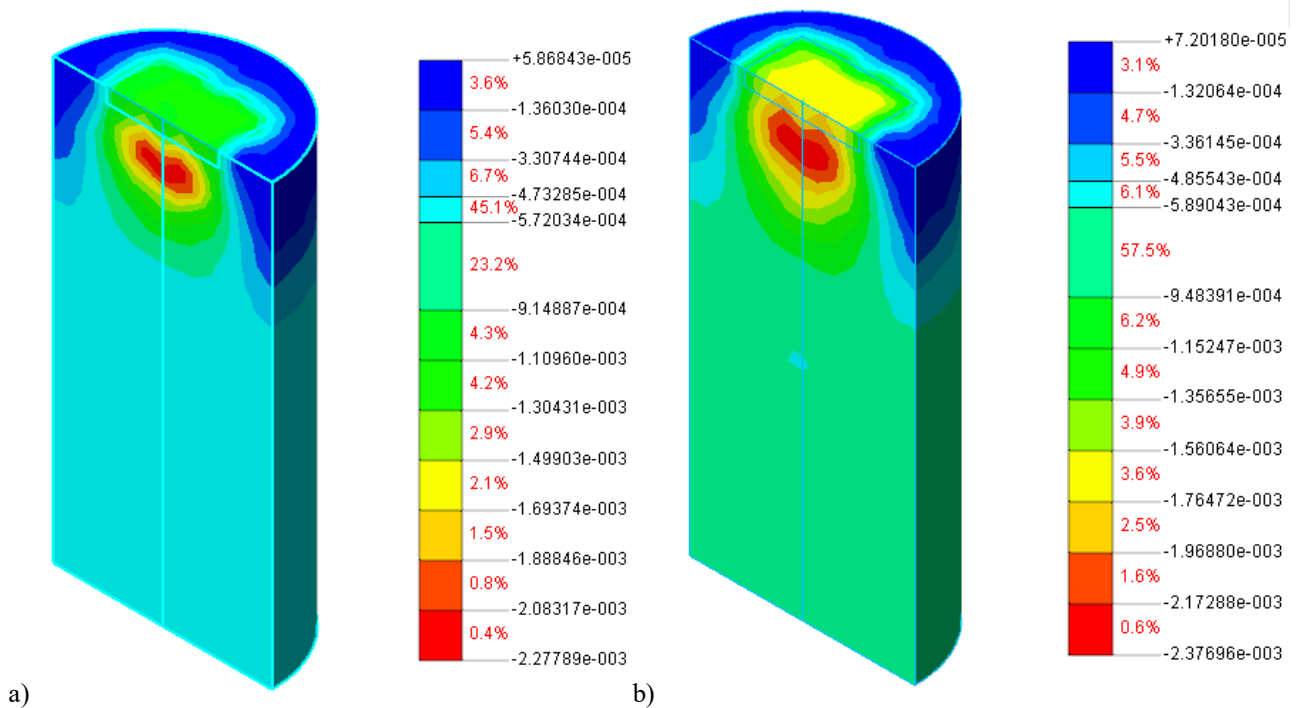 +5.86843e-005
3.6%
-1.36030e-004
5.4%
-3.30744e-004
6.7%
-4.73285e-004
45.1%
-5.72034e-004
23.2%
-9.14887e-004
4.3%
-1.10960e-003
4.2%
-1.30431e-003
2.9%
-1.49903e-003
2.1%
-1.69374e-003
1.5%
-1.88846e-003
0.8%
-2.08317e-003
0.4%
-2.27789e-003
a)
+7.20180e-005
3.1%
-1.32064e-004
4.7%
-3.36145e-004
5.5%
-4.85543e-004
6.1%
-5.89043e-004
57.5%
-9.48391e-004
6.2%
-1.15247e-003
4.9%
-1.35655e-003
3.9%
-1.56064e-003
3.6%
-1.76472e-003
2.5%
-1.96880e-003
1.6%
-2.17288e-003
0.6%
-2.37696e-003
b)